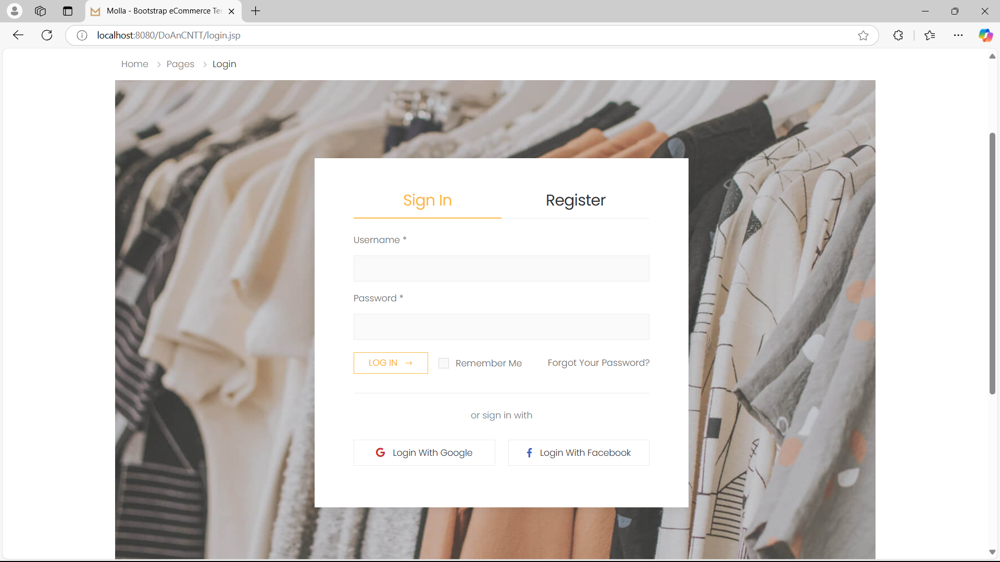 Molla - Bootstrap eCommerce Ter
localhost:8080/DoAnCNTT/login.jsp
Home > Pages > Login
Sign In
Register
Username *
Password *
LOG IN →
Remember Me
Forgot Your Password?
or sign in with
Login With Google
Login With Facebook